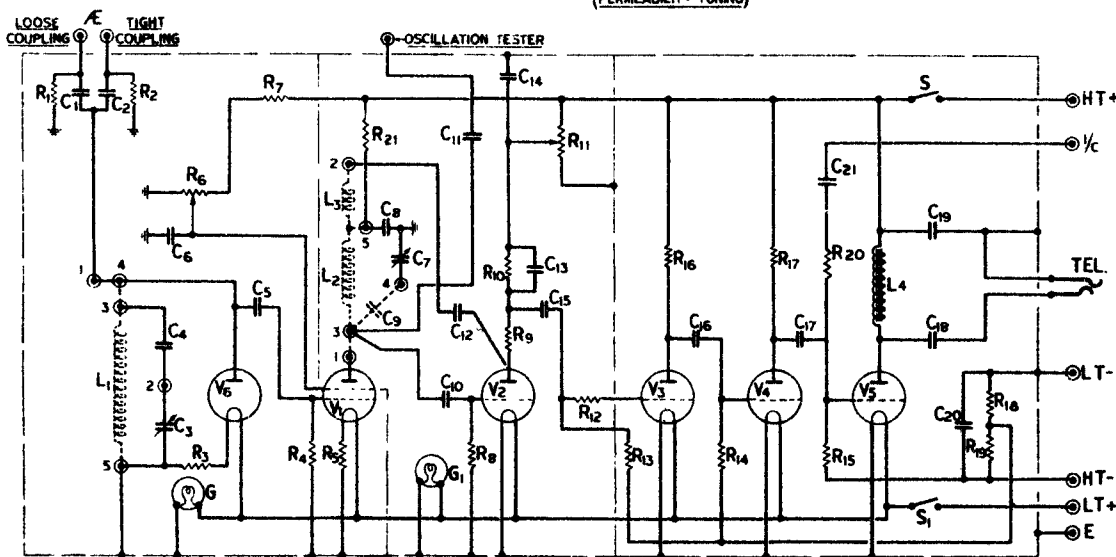 (PERMEABILITY TUNING)
LOOSE COUPLING
Æ
TIGHT COUPLING
OSCILLATION TESTER
R1
C1
C2
R2
R7
C14
S
HT+
R21
C11
R11
I/c
2
C21
R6
L3
C8
5
C7
C6
R10
C13
R16
R17
R20
C19
L4
TEL.
1
4
L2
4
C9
C5
3
C15
3
C4
C12
R9
C16
C17
C18
1
LT-
L1
2
V6
V1
C10
V2
V3
V4
V5
R18
C20
C3
R12
R19
R3
R4
R5
R8
R13
R14
R15
5
G
G1
HT-
S1
LT+
E